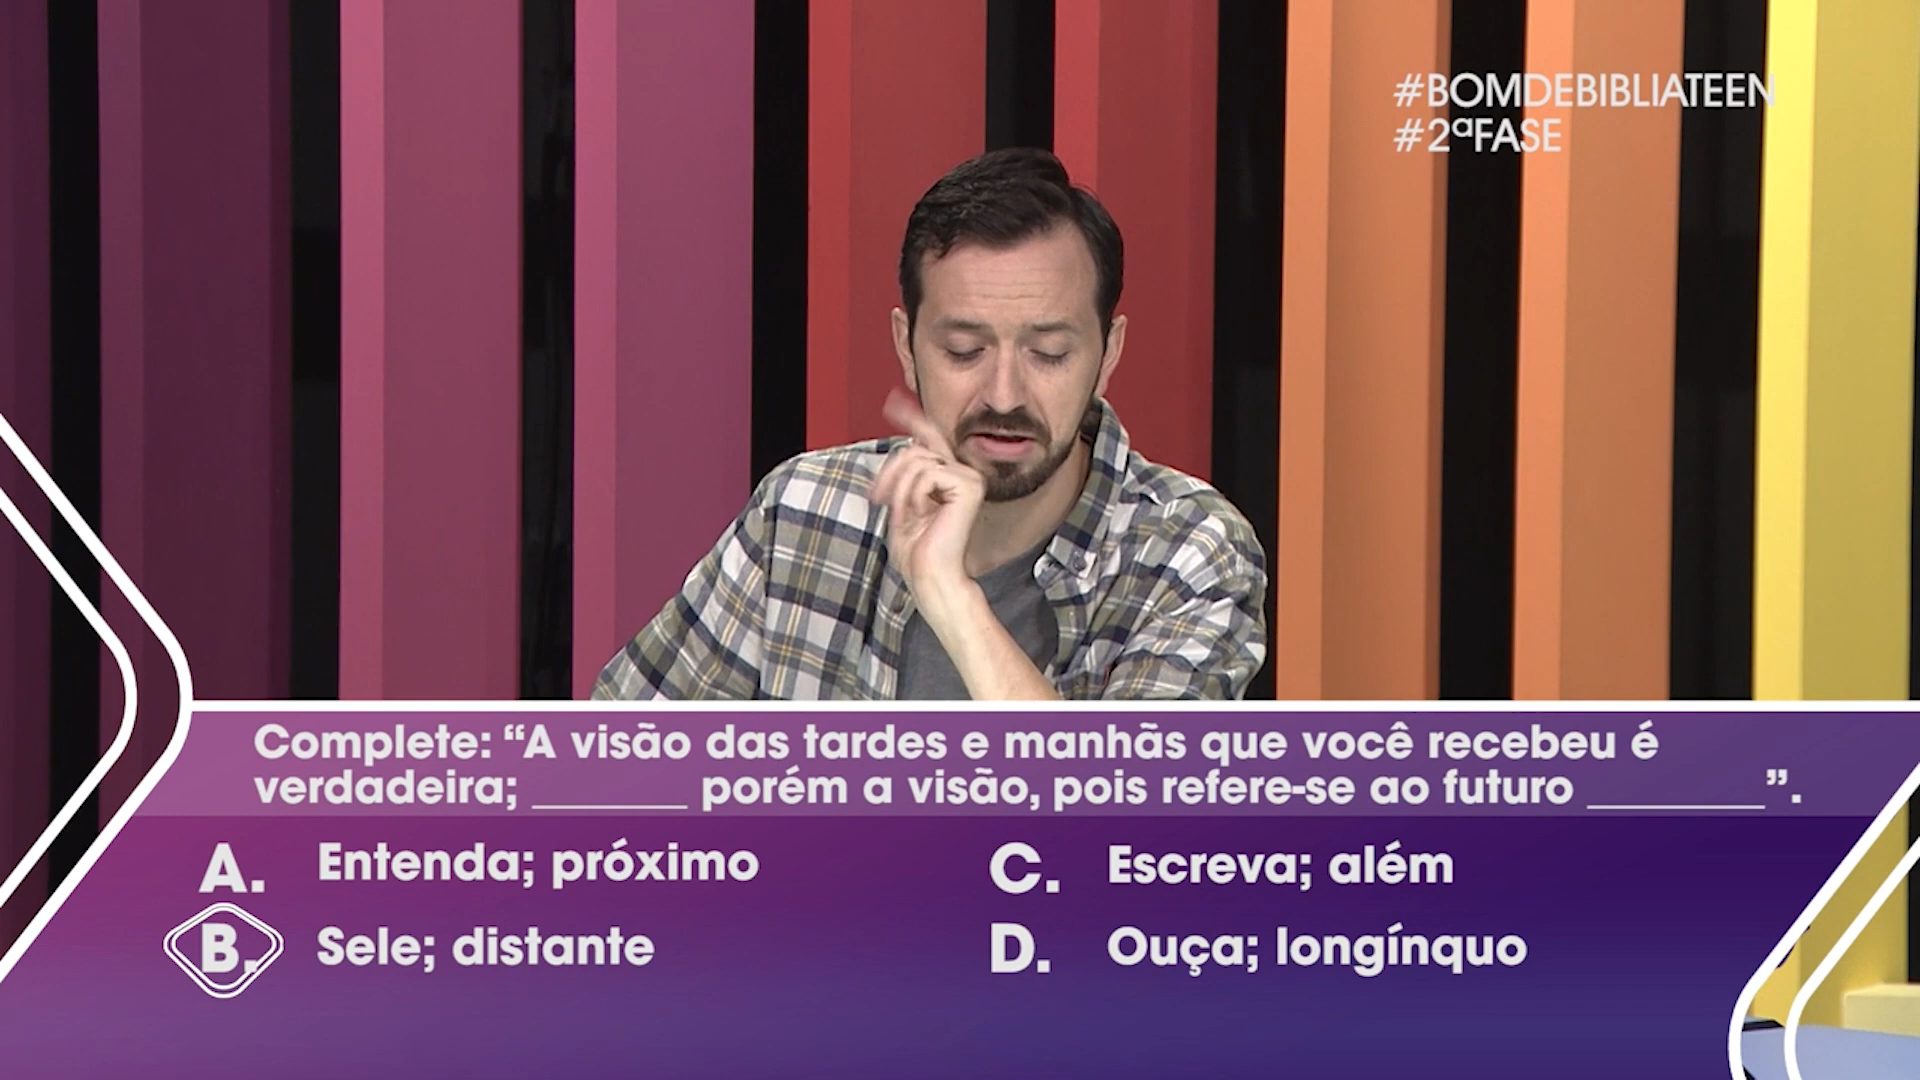 #BOMDEBIBLIATEEN
#2ªFASE
Complete: “A visão das tardes e manhãs que você recebeu é
verdadeira; _______ porém a visão, pois refere-se ao futuro ________”.
A. Entenda; próximo
B. Sele; distante
C. Escreva; além
D. Ouça; longínquo